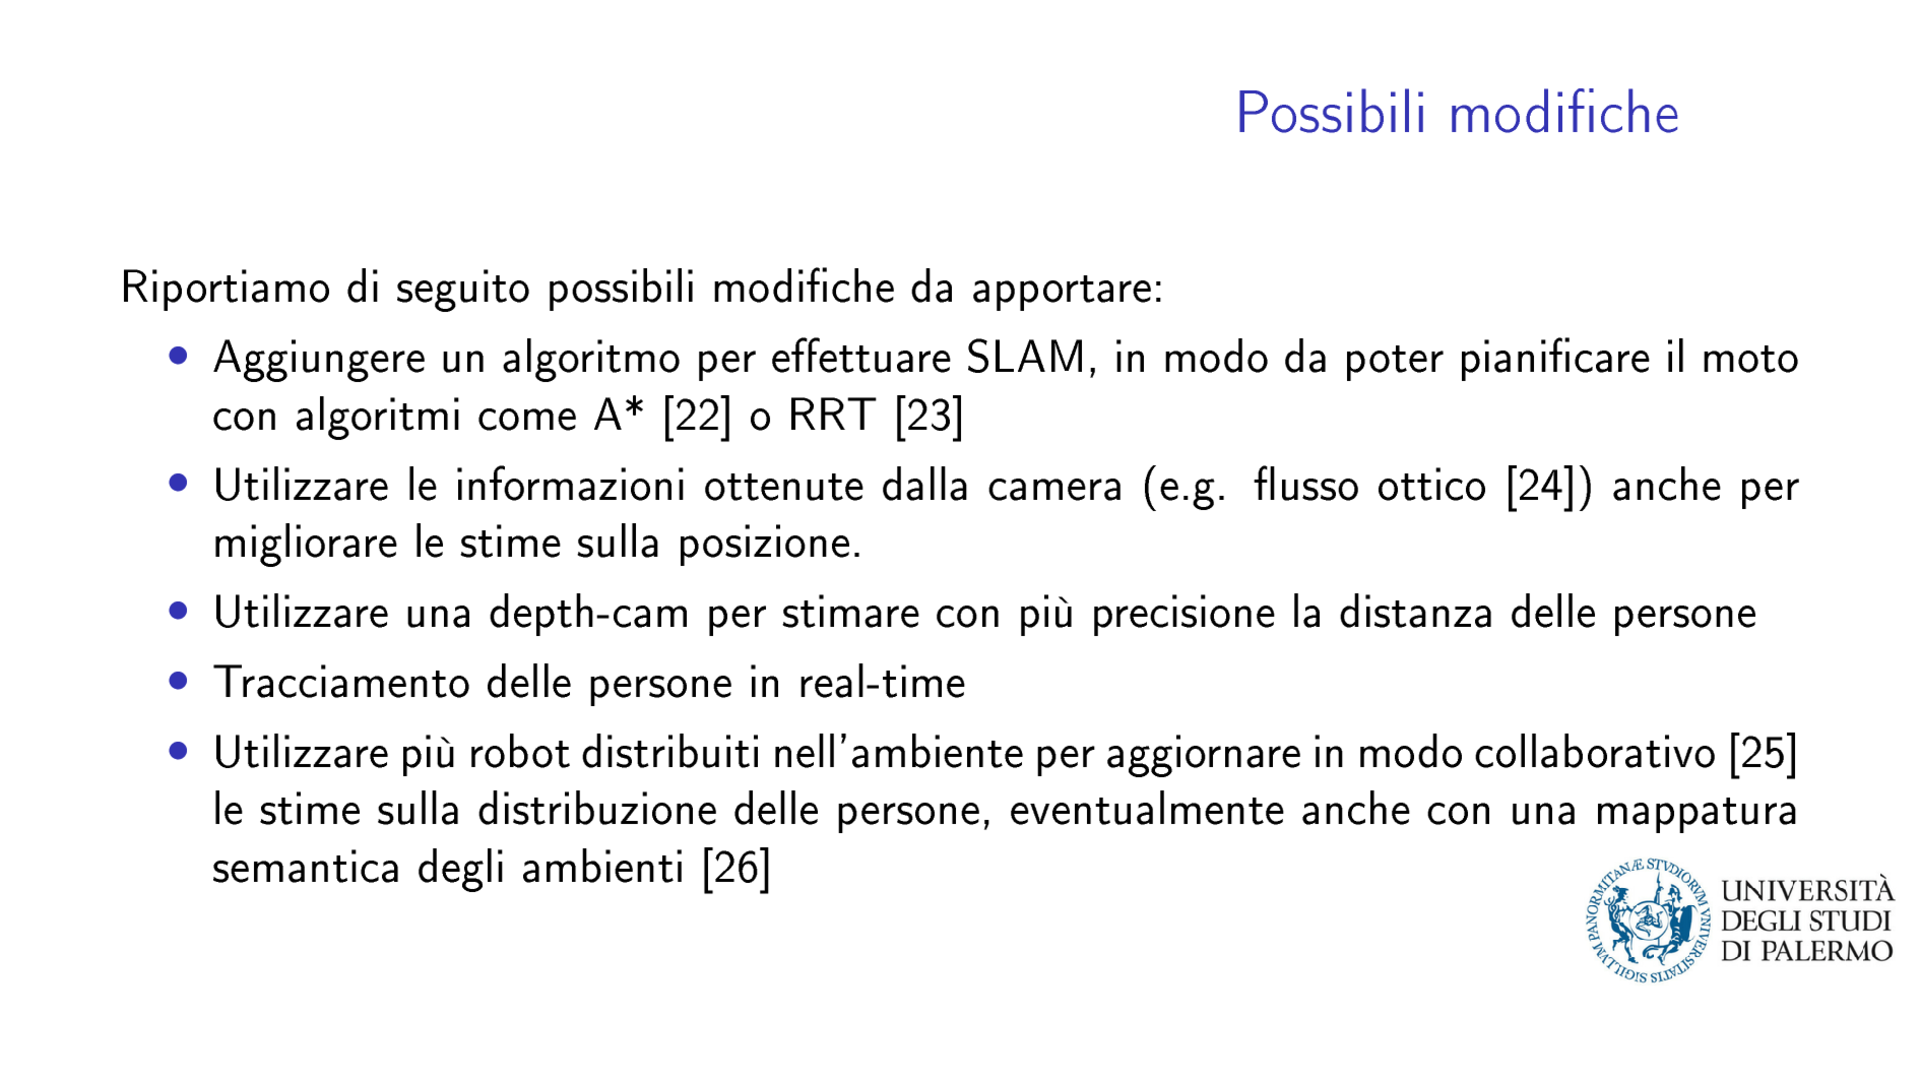 Possibili modifiche
Riportiamo di seguito possibili modifiche da apportare:
• Aggiungere un algoritmo per effettuare SLAM, in modo da poter pianificare il moto
con algoritmi come A* [22] o RRT [23]
• Utilizzare le informazioni ottenute dalla camera (e.g. flusso ottico [24]) anche per
migliorare le stime sulla posizione.
• Utilizzare una depth-cam per stimare con più precisione la distanza delle persone
• Tracciamento delle persone in real-time
• Utilizzare più robot distribuiti nell'ambiente per aggiornare in modo collaborativo [25]
le stime sulla distribuzione delle persone, eventualmente anche con una mappatura
semantica degli ambienti [26]
SIGILLVM PANORMITANÆ STVDIORVM VNIVERSITATIS
UNIVERSITÀ
DEGLI STUDI
DI PALERMO